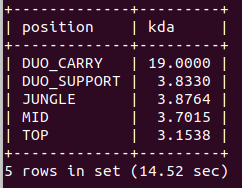 +-------------+---------+
| position    | kda     |
+-------------+---------+
| DUO_CARRY   | 19.0000 |
| DUO_SUPPORT |  3.8330 |
| JUNGLE      |  3.8764 |
| MID         |  3.7015 |
| TOP         |  3.1538 |
+-------------+---------+
5 rows in set (14.52 sec)